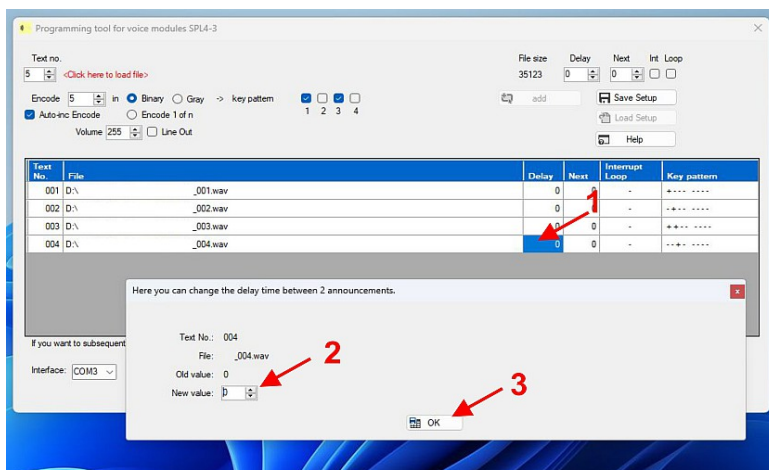 Programming tool for voice modules SPL4-3
Text no. File size Delay Next Int Loop
5 <Click here to load file> 35123 0 0
Encode 5 in Binary Gray -> key pattern add Save Setup
Auto-inc Encode Encode 1 of n 1 2 3 4 Load Setup
Volume 255 Line Out Help
Text No. File Delay Next Interrupt Loop Key pattern
001 D:\ _001.wav 0 0 - +--- ----
002 D:\ _002.wav 0 0 - -+-- ----
003 D:\ _003.wav 0 0 - ++-- ----
004 D:\ _004.wav 0 0 - --+- ----
1
Here you can change the delay time between 2 announcements. x
If you want to subsequent
Text No.: 004
File: _004.wav
Interface: COM3 Old value: 0
New value: 0
2
OK
3